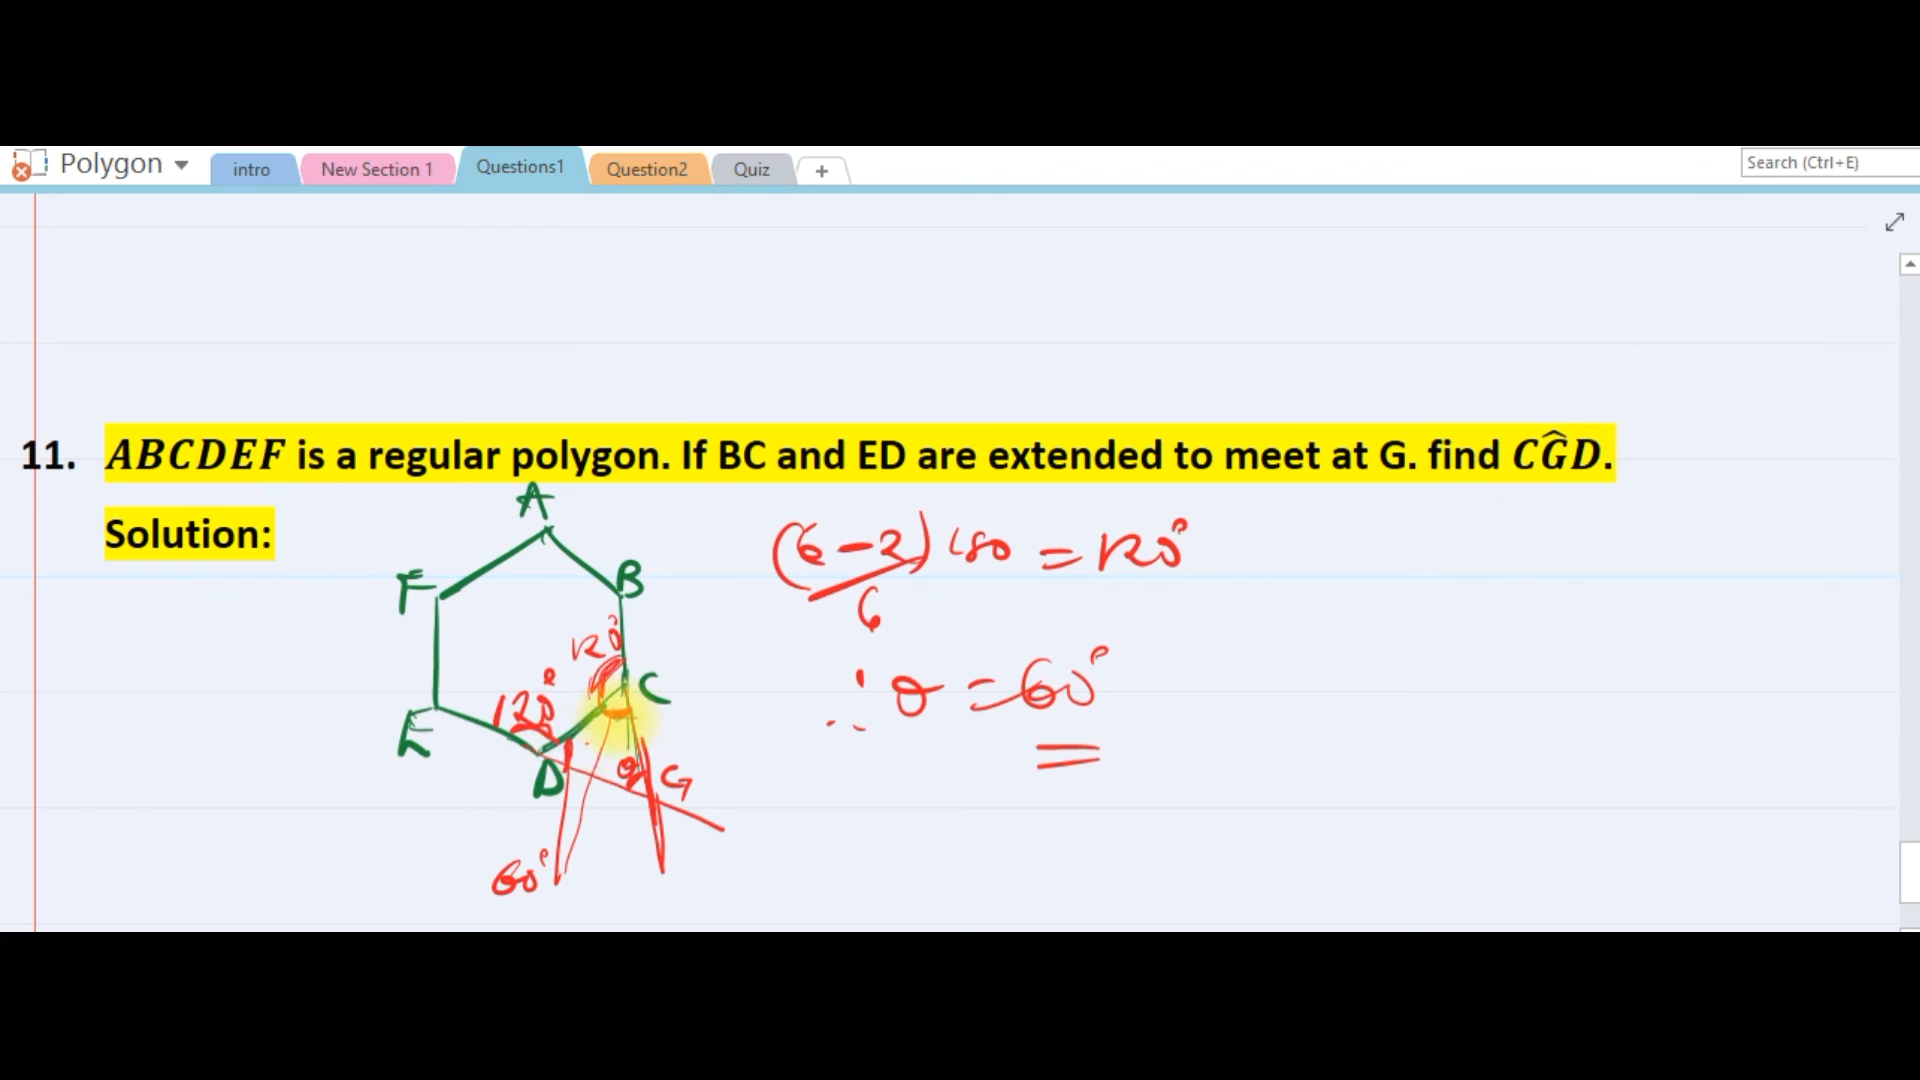 Polygon
intro New Section 1 Questions1 Question2 Quiz +
Search (Ctrl+E)
11. ABCDEF is a regular polygon. If BC and ED are extended to meet at G. find CĜD.
Solution:
A
B
C
D
E
F
G
120°
120°
60°
θ
(6-2)180 = 120°
6
∴ θ = 60°